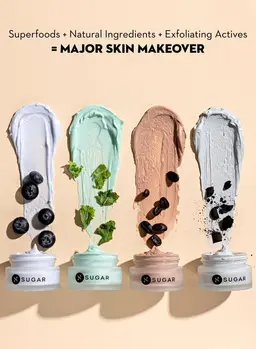 Superfoods + Natural Ingredients + Exfoliating Actives
= MAJOR SKIN MAKEOVER
SUGAR
SUGAR
SUGAR
SUGAR